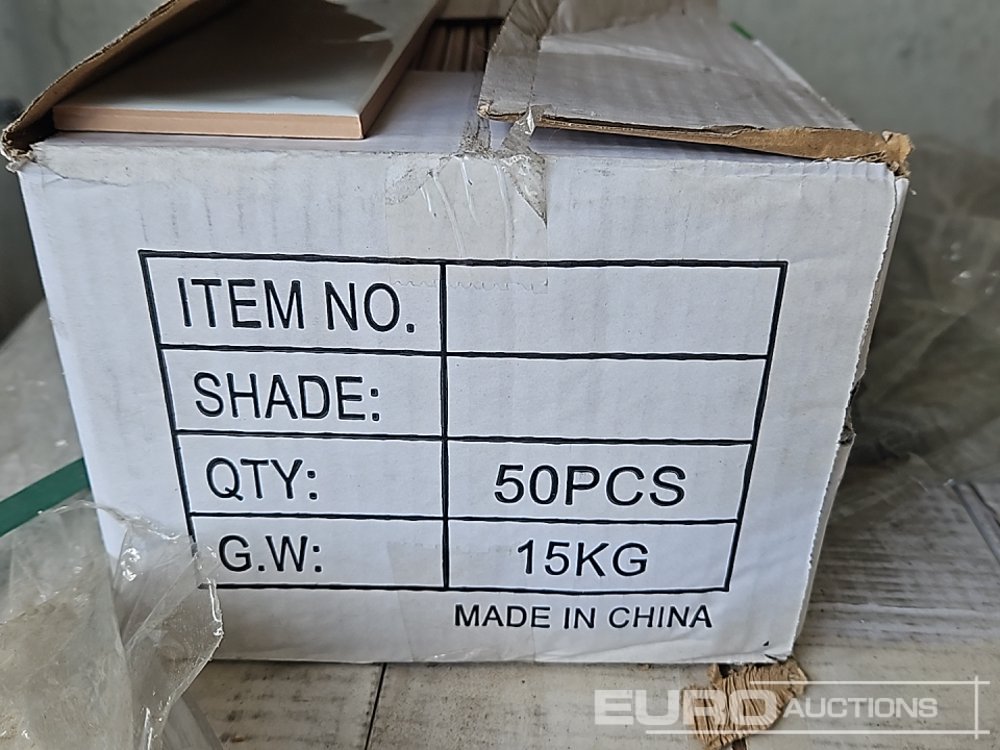 ITEM NO.
SHADE:
QTY: 50PCS
G.W: 15KG
MADE IN CHINA
EURO AUCTIONS